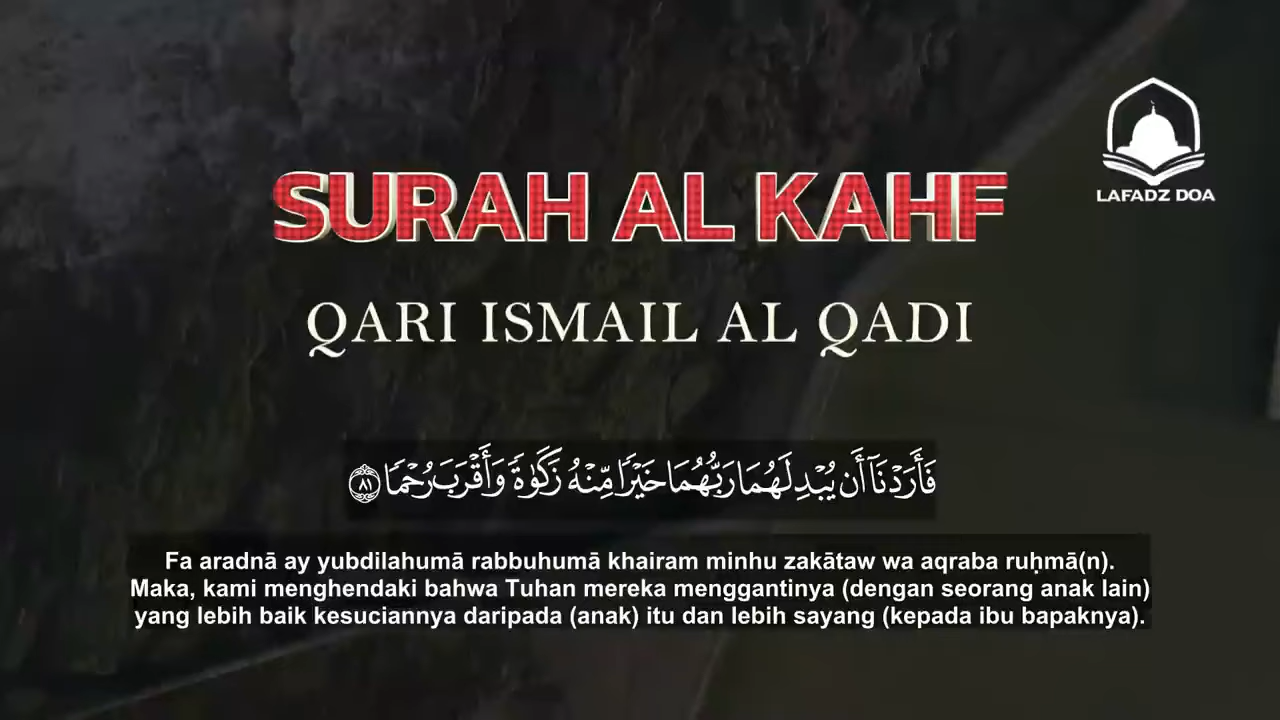 LAFADZ DOA
SURAH AL KAHF
QARI ISMAIL AL QADI
فَأَرَدْنَآ أَن يُبْدِلَهُمَا رَبُّهُمَا خَيْرًا مِّنْهُ زَكَوٰةً وَأَقْرَبَ رُحْمًا ٨١
Fa aradnā ay yubdilahumā rabbuhumā khairam minhu zakātaw wa aqraba ruḥmā(n).
Maka, kami menghendaki bahwa Tuhan mereka menggantinya (dengan seorang anak lain)
yang lebih baik kesuciannya daripada (anak) itu dan lebih sayang (kepada ibu bapaknya).